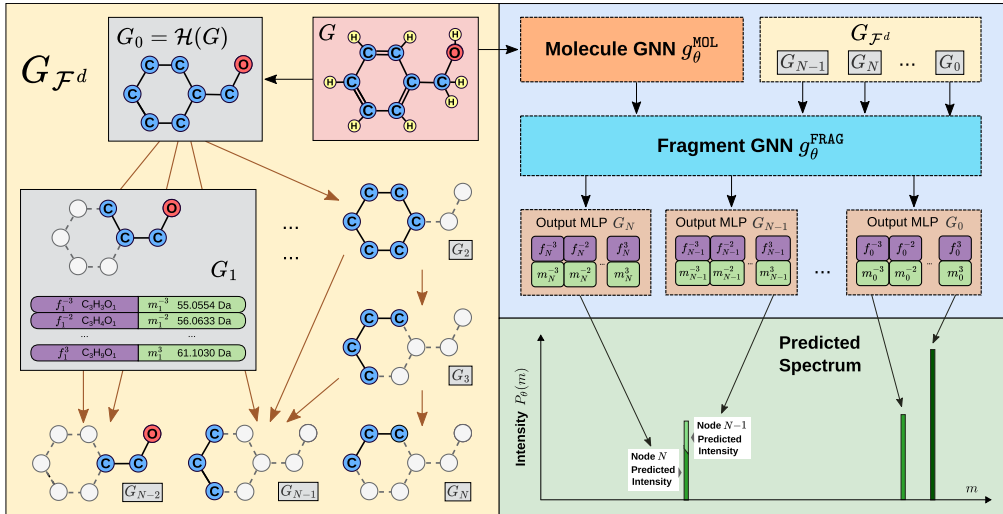 G_{\mathcal{F}^d}
G_0 = \mathcal{H}(G)
C C C C C C C O
G
H H H H H H H H
C C C C C C C O
C C C O
G_1
f_1^{-3} C₃H₃O₁ m_1^{-3} 55.0554 Da
f_1^{-2} C₃H₄O₁ m_1^{-2} 56.0633 Da
...
f_1^{3} C₃H₉O₁ m_1^{3} 61.1030 Da
...
...
C C C C C C
G_2
C C C C
G_3
C C O
G_{N-2}
C C C C
G_{N-1}
C C C
G_N
Molecule GNN g_θ^{MOL}
G_{\mathcal{F}^d}
G_{N-1} G_N ... G_0
Fragment GNN g_θ^{FRAG}
Output MLP G_N
f_N^{-3} f_N^{-2} ... f_N^{3}
m_N^{-3} m_N^{-2} m_N^{3}
Output MLP G_{N-1}
f_{N-1}^{-3} f_{N-1}^{-2} ... f_{N-1}^{3}
m_{N-1}^{-3} m_{N-1}^{-2} m_{N-1}^{3}
...
Output MLP G_0
f_0^{-3} f_0^{-2} ... f_0^{3}
m_0^{-3} m_0^{-2} m_0^{3}
Predicted
Spectrum
Intensity P_θ(m)
Node N-1
Predicted
Intensity
Node N
Predicted
Intensity
m